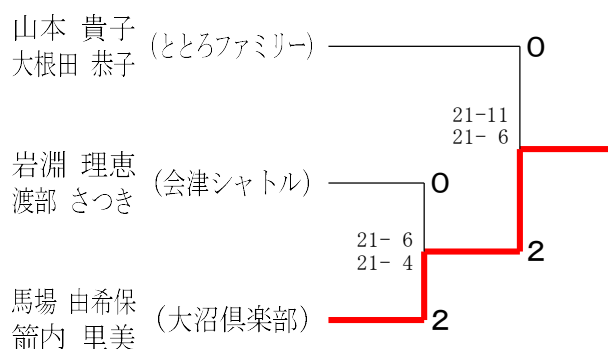 山本 貴子
大根田 恭子
(ととろファミリー)
0
21-11
21- 6
岩淵 理恵
渡部 さつき
(会津シャトル)
0
21- 6
21- 4
2
馬場 由希保
箭内 里美
(大沼倶楽部)
2